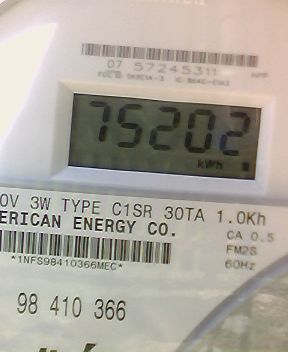 07 57245311
75202
kWh
0V 3W TYPE C1SR 30TA 1.0Kh
ERICAN ENERGY CO.
CA 0.5
FM2S
*1NFS98410366MEC*
60Hz
98 410 366